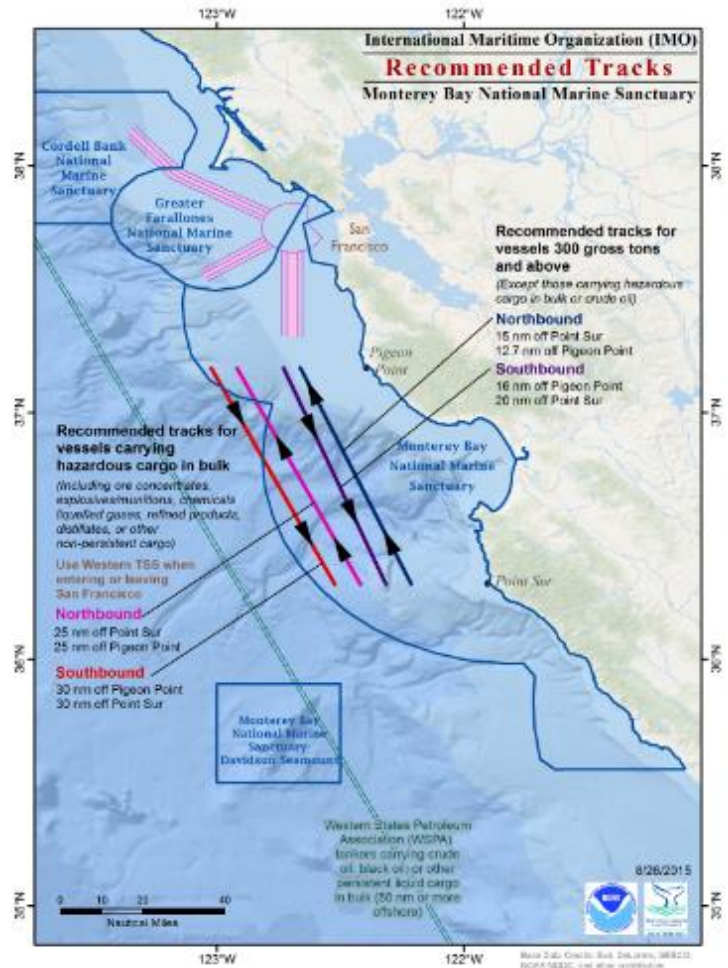 123°W
122°W
International Maritime Organization (IMO)
Recommended Tracks
Monterey Bay National Marine Sanctuary
38°N
38°N
Cordell Bank
National
Marine
Sanctuary
Greater
Farallones
National Marine
Sanctuary
San
Francisco
Recommended tracks for
vessels 300 gross tons
and above
(Except those carrying hazardous
cargo in bulk or crude oil)
Northbound
15 nm off Point Sur
12.7 nm off Pigeon Point
Southbound
16 nm off Pigeon Point
20 nm off Point Sur
Pigeon
Point
37°N
37°N
Recommended tracks for
vessels carrying
hazardous cargo in bulk
(Including ore concentrates,
explosives/munitions, chemicals
liquefied gases, refined products,
distillates, or other
non-persistent cargo)
Use Western TSS when
entering or leaving
San Francisco
Northbound
25 nm off Point Sur
25 nm off Pigeon Point
Southbound
30 nm off Pigeon Point
30 nm off Point Sur
Monterey Bay
National Marine
Sanctuary
Point Sur
36°N
36°N
Monterey Bay
National Marine
Sanctuary-
Davidson Seamount
Western States Petroleum
Association (WSPA)
tankers carrying crude
oil, black oil, or other
persistent liquid cargo
in bulk (50 nm or more
offshore)
8/26/2015
0 10 20 40
Nautical Miles
35°N
35°N
123°W
122°W